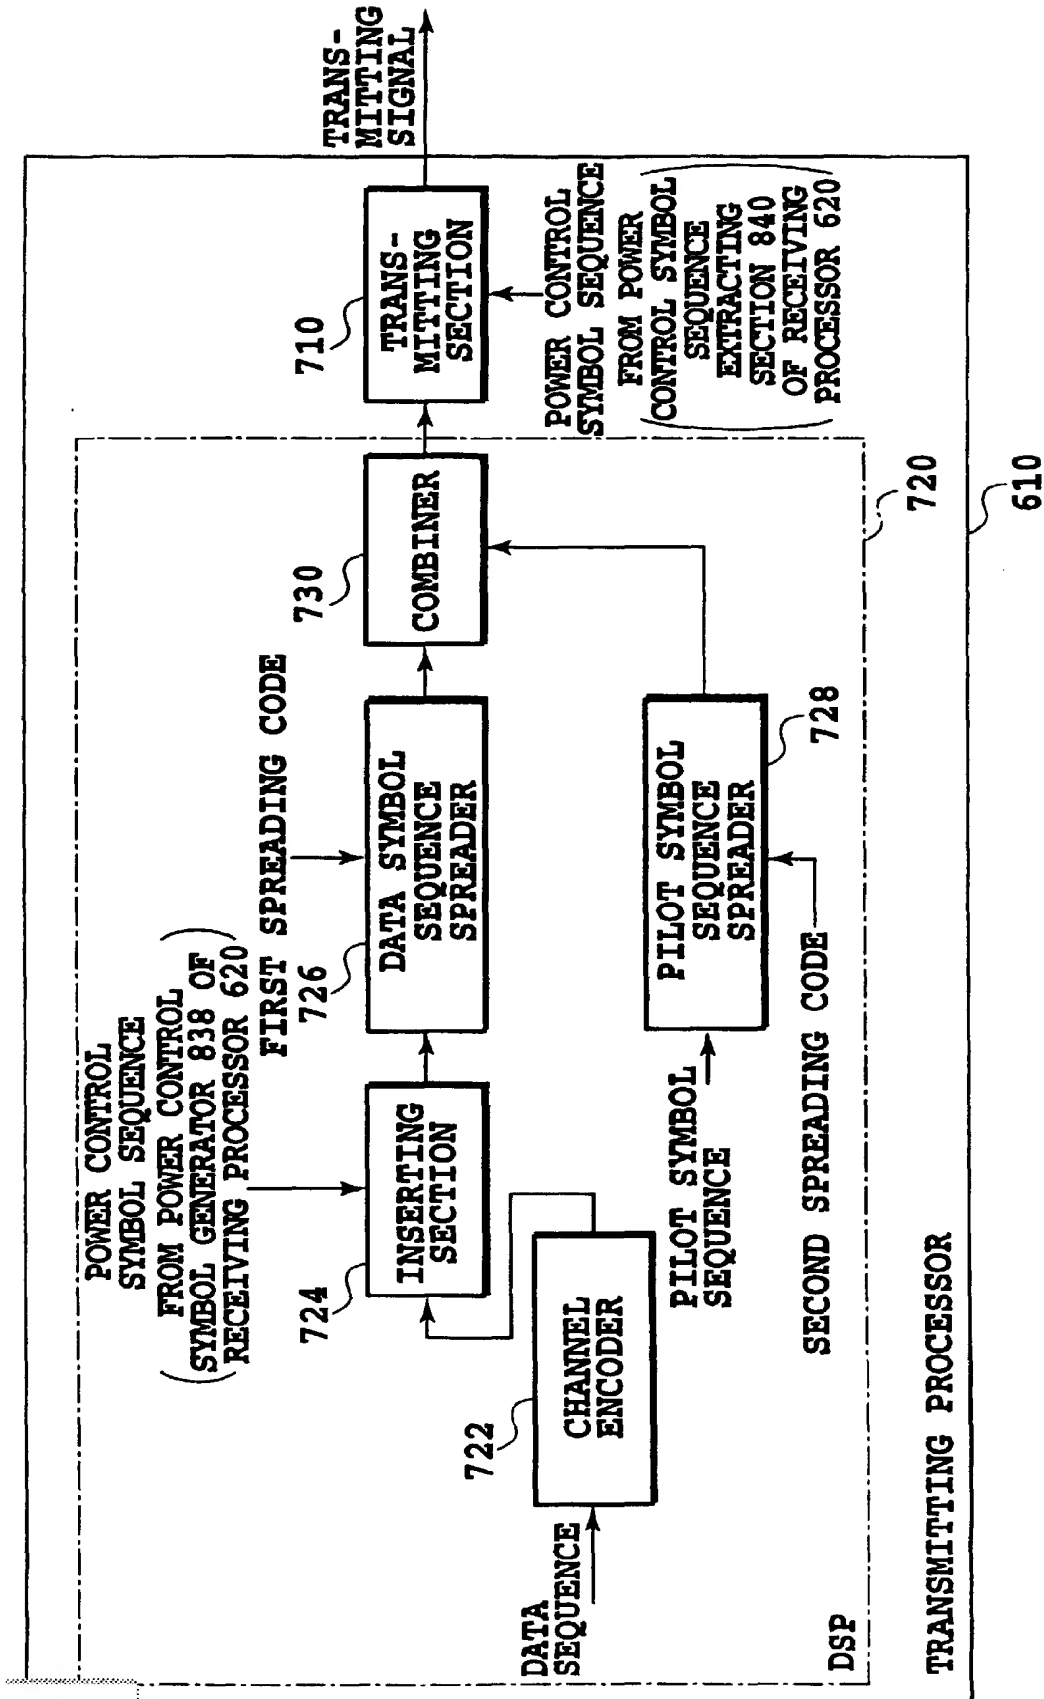 POWER CONTROL
SYMBOL SEQUENCE
FROM POWER CONTROL
SYMBOL GENERATOR 838 OF
RECEIVING PROCESSOR 620
FIRST SPREADING CODE
TRANS-
MITTING
SIGNAL
724
726
730
710
INSERTING
SECTION
DATA SYMBOL
SEQUENCE
SPREADER
COMBINER
TRANS-
MITTING
SECTION
722
DATA
SEQUENCE
CHANNEL
ENCODER
POWER CONTROL
SYMBOL SEQUENCE
FROM POWER
CONTROL SYMBOL
SEQUENCE
EXTRACTING
SECTION 840
OF RECEIVING
PROCESSOR 620
PILOT SYMBOL
SEQUENCE
PILOT SYMBOL
SEQUENCE
SPREADER
728
SECOND SPREADING CODE
DSP
720
TRANSMITTING PROCESSOR
610